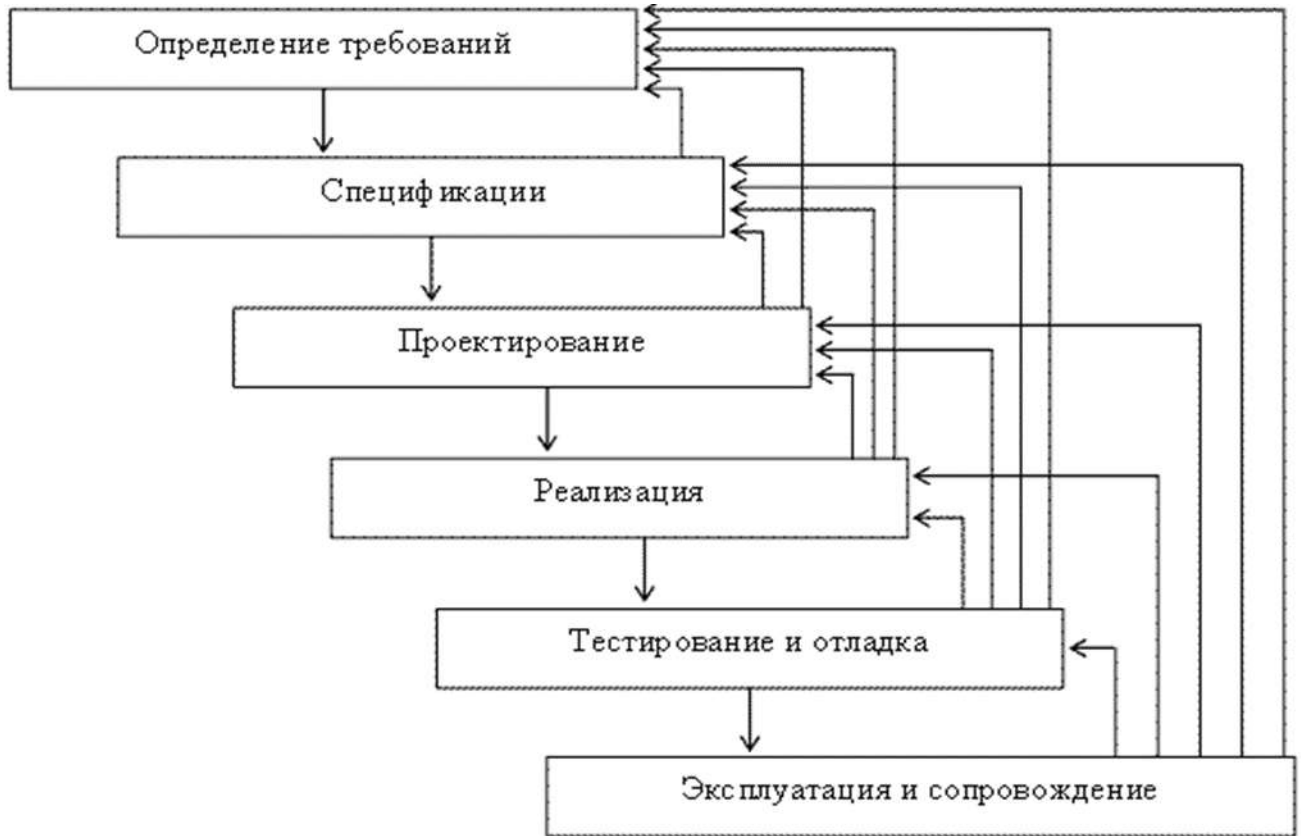 Определение требований
Спецификации
Проектирование
Реализация
Тестирование и отладка
Эксплуатация и сопровождение